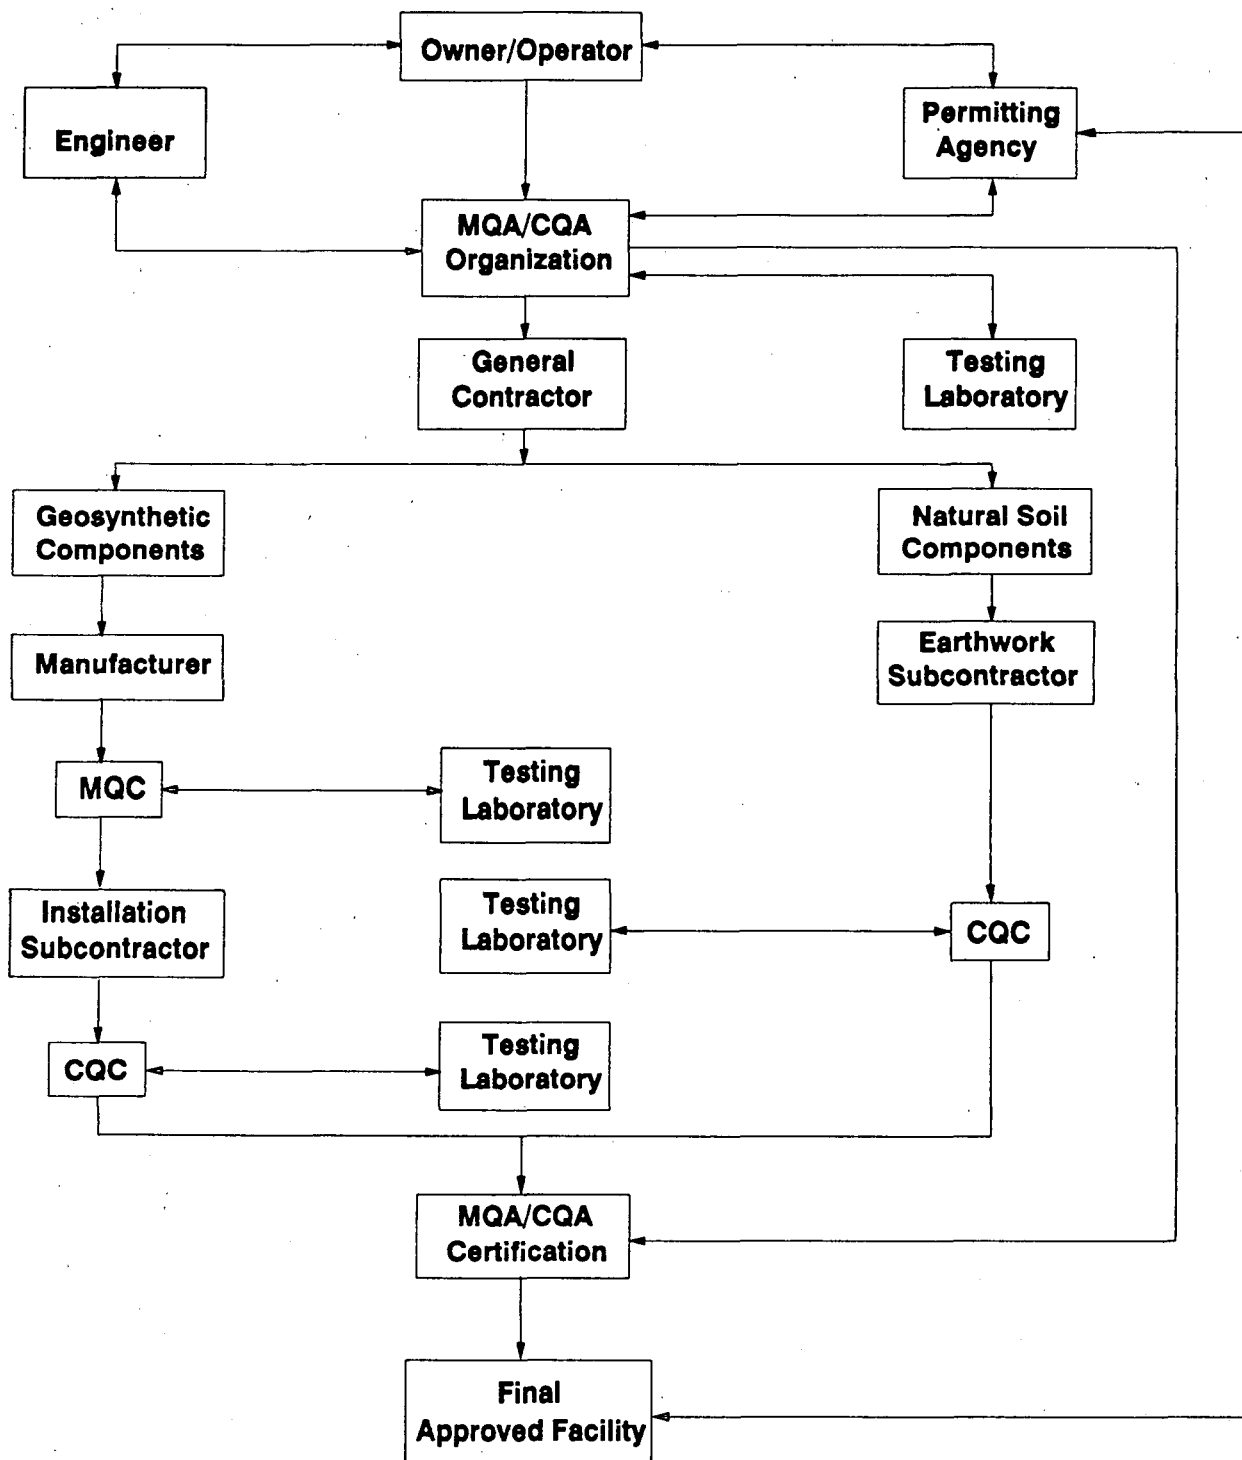 Owner/Operator
Engineer
Permitting
Agency
MQA/CQA
Organization
General
Contractor
Testing
Laboratory
Geosynthetic
Components
Natural Soil
Components
Manufacturer
Earthwork
Subcontractor
MQC
Testing
Laboratory
Installation
Subcontractor
Testing
Laboratory
CQC
CQC
Testing
Laboratory
MQA/CQA
Certification
Final
Approved Facility